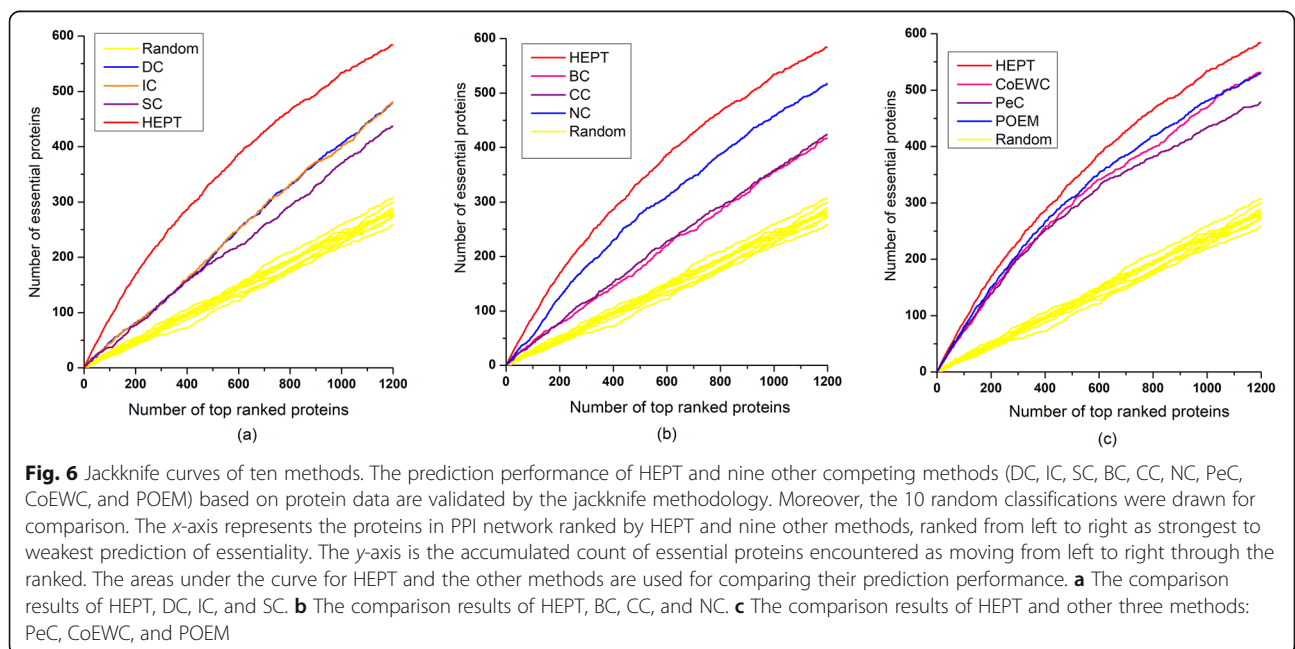 600
500
400
300
200
100
0
0 200 400 600 800 1000 1200
Number of essential proteins
Number of top ranked proteins
Random
DC
IC
SC
HEPT
(a)
600
500
400
300
200
100
0
0 200 400 600 800 1000 1200
Number of essential proteins
Number of top ranked proteins
HEPT
BC
CC
NC
Random
(b)
600
500
400
300
200
100
0
0 200 400 600 800 1000 1200
Number of essential proteins
Number of top ranked proteins
HEPT
CoEWC
PeC
POEM
Random
(c)
Fig. 6 Jackknife curves of ten methods. The prediction performance of HEPT and nine other competing methods (DC, IC, SC, BC, CC, NC, PeC,
CoEWC, and POEM) based on protein data are validated by the jackknife methodology. Moreover, the 10 random classifications were drawn for
comparison. The x-axis represents the proteins in PPI network ranked by HEPT and nine other methods, ranked from left to right as strongest to
weakest prediction of essentiality. The y-axis is the accumulated count of essential proteins encountered as moving from left to right through the
ranked. The areas under the curve for HEPT and the other methods are used for comparing their prediction performance. a The comparison
results of HEPT, DC, IC, and SC. b The comparison results of HEPT, BC, CC, and NC. c The comparison results of HEPT and other three methods:
PeC, CoEWC, and POEM